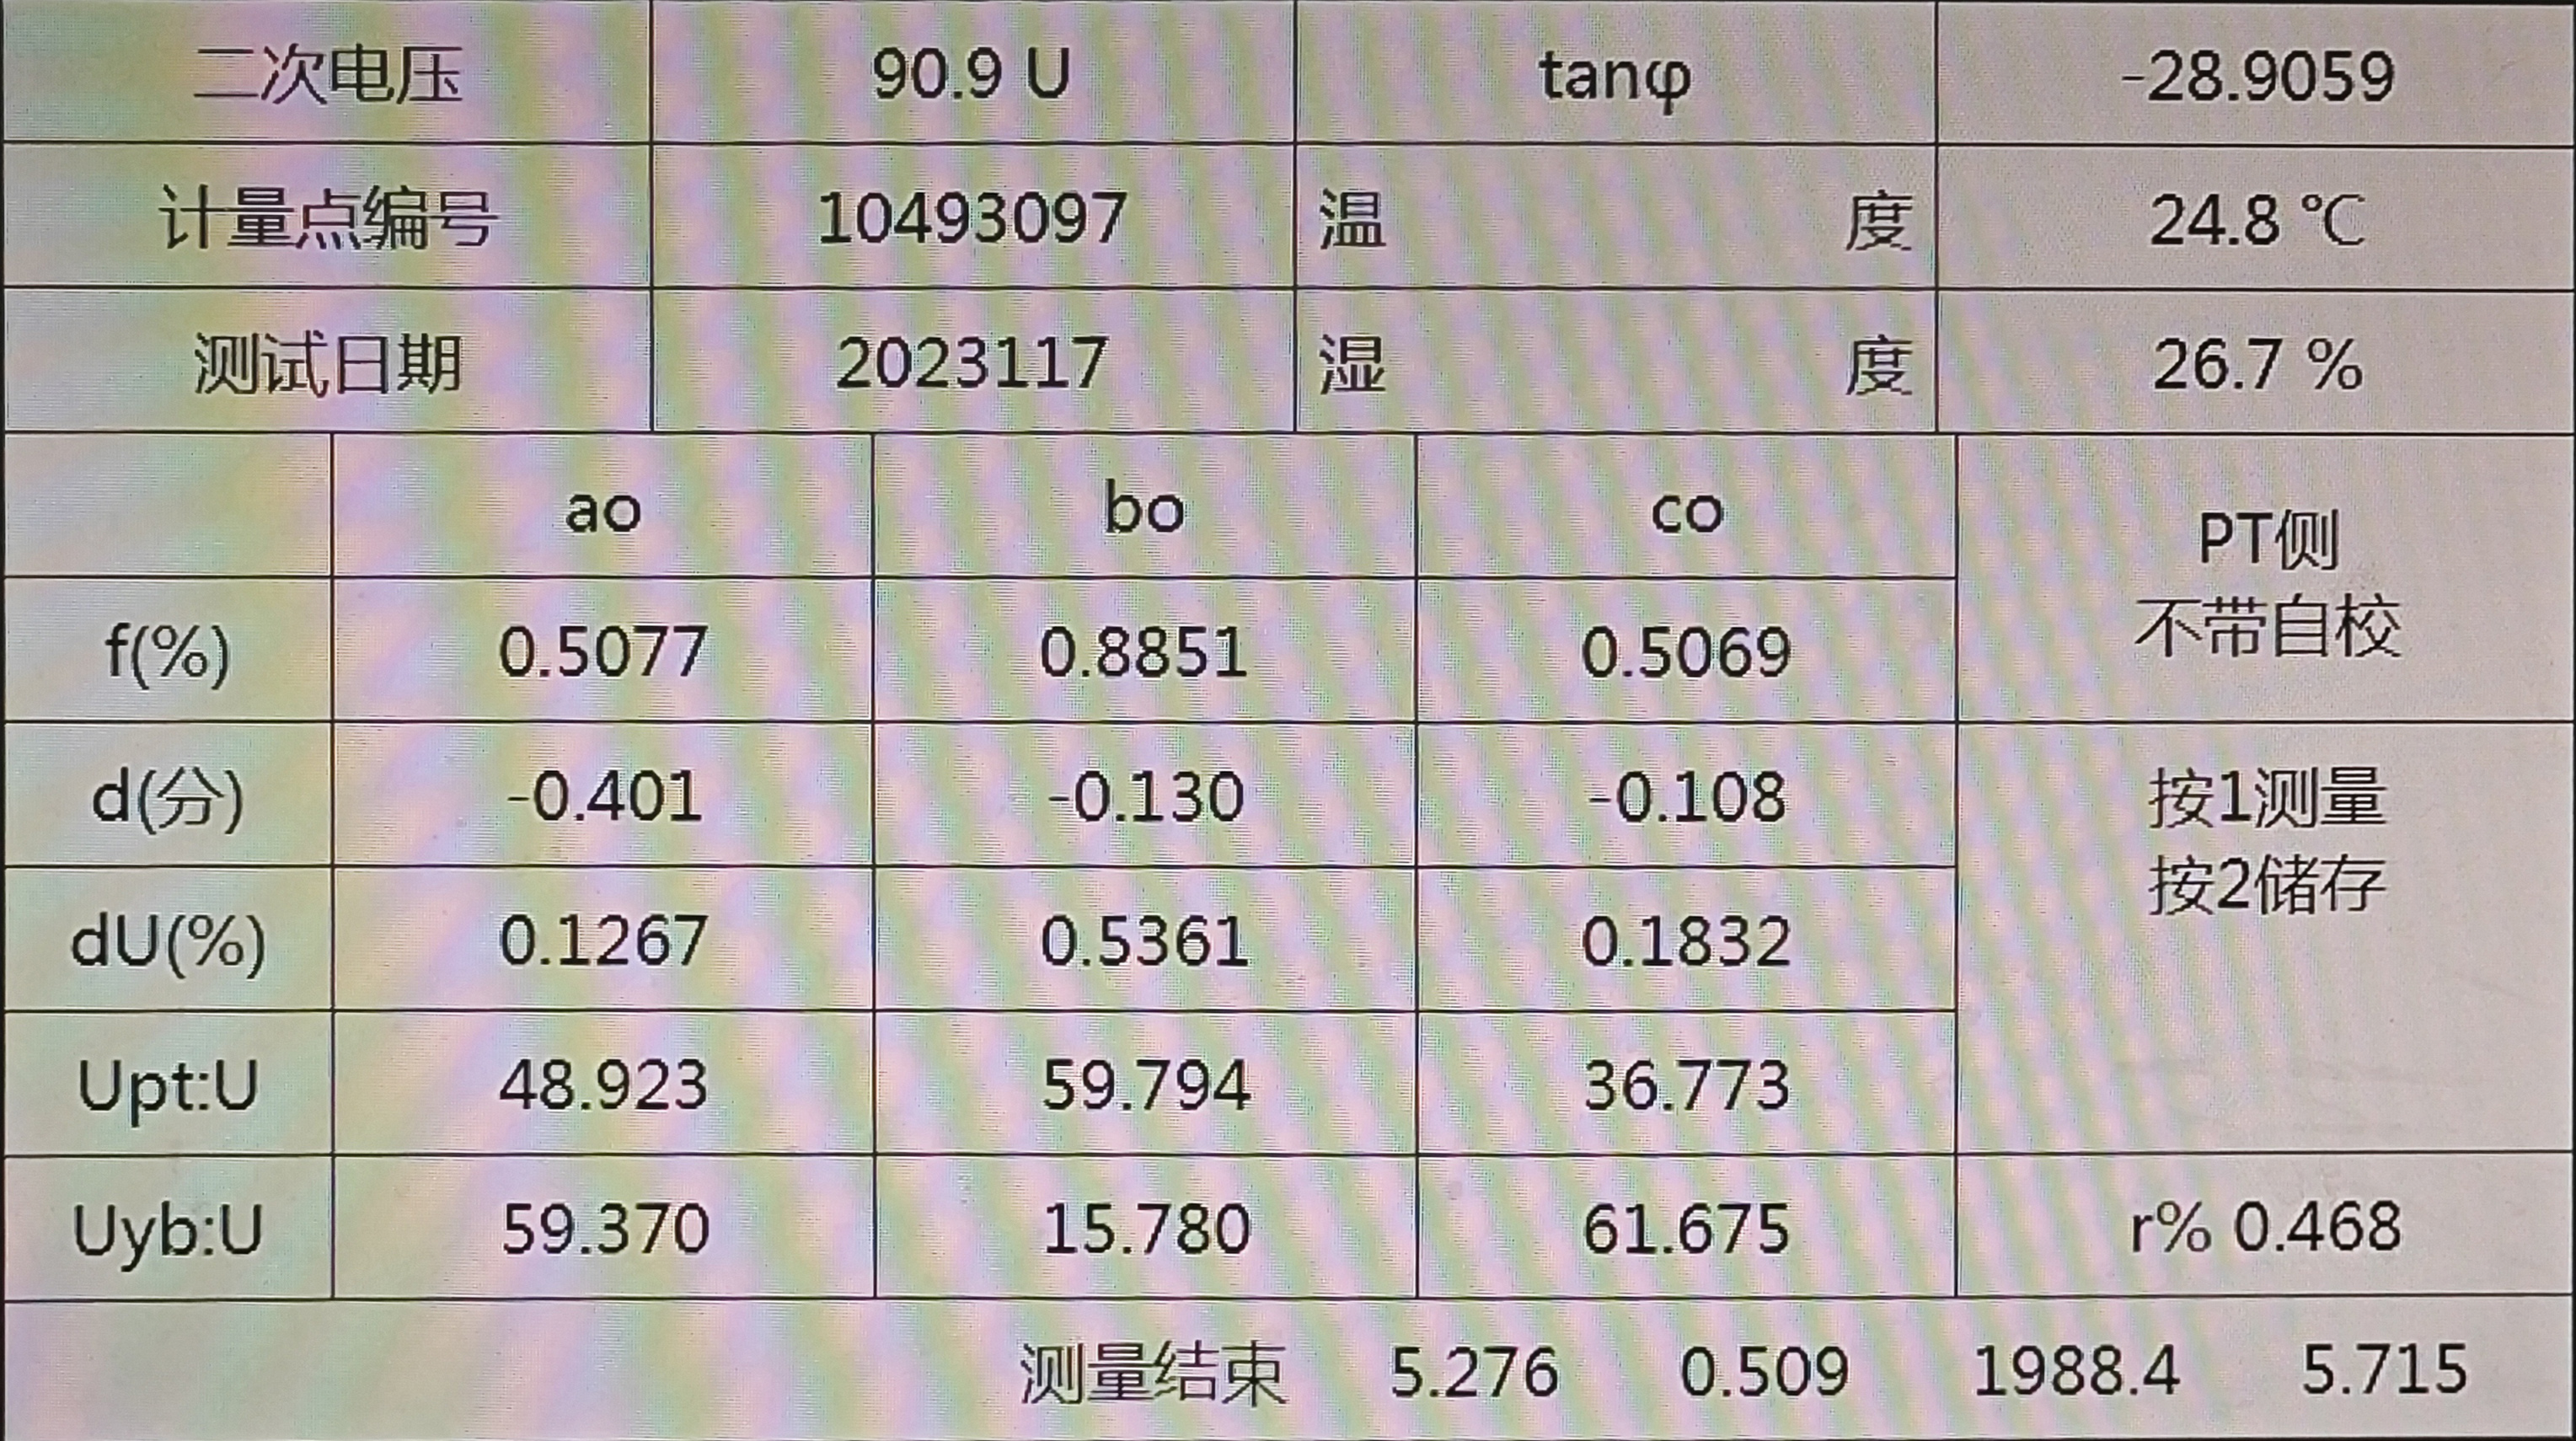 二次电压 90.9 U tanφ -28.9059
计量点编号 10493097 温 度 24.8 ℃
测试日期 2023117 湿 度 26.7 %
ao bo co PT侧
不带自校
f(%) 0.5077 0.8851 0.5069
d(分) -0.401 -0.130 -0.108 按1测量
按2储存
dU(%) 0.1267 0.5361 0.1832
Upt:U 48.923 59.794 36.773
Uyb:U 59.370 15.780 61.675 r% 0.468
测量结束 5.276 0.509 1988.4 5.715